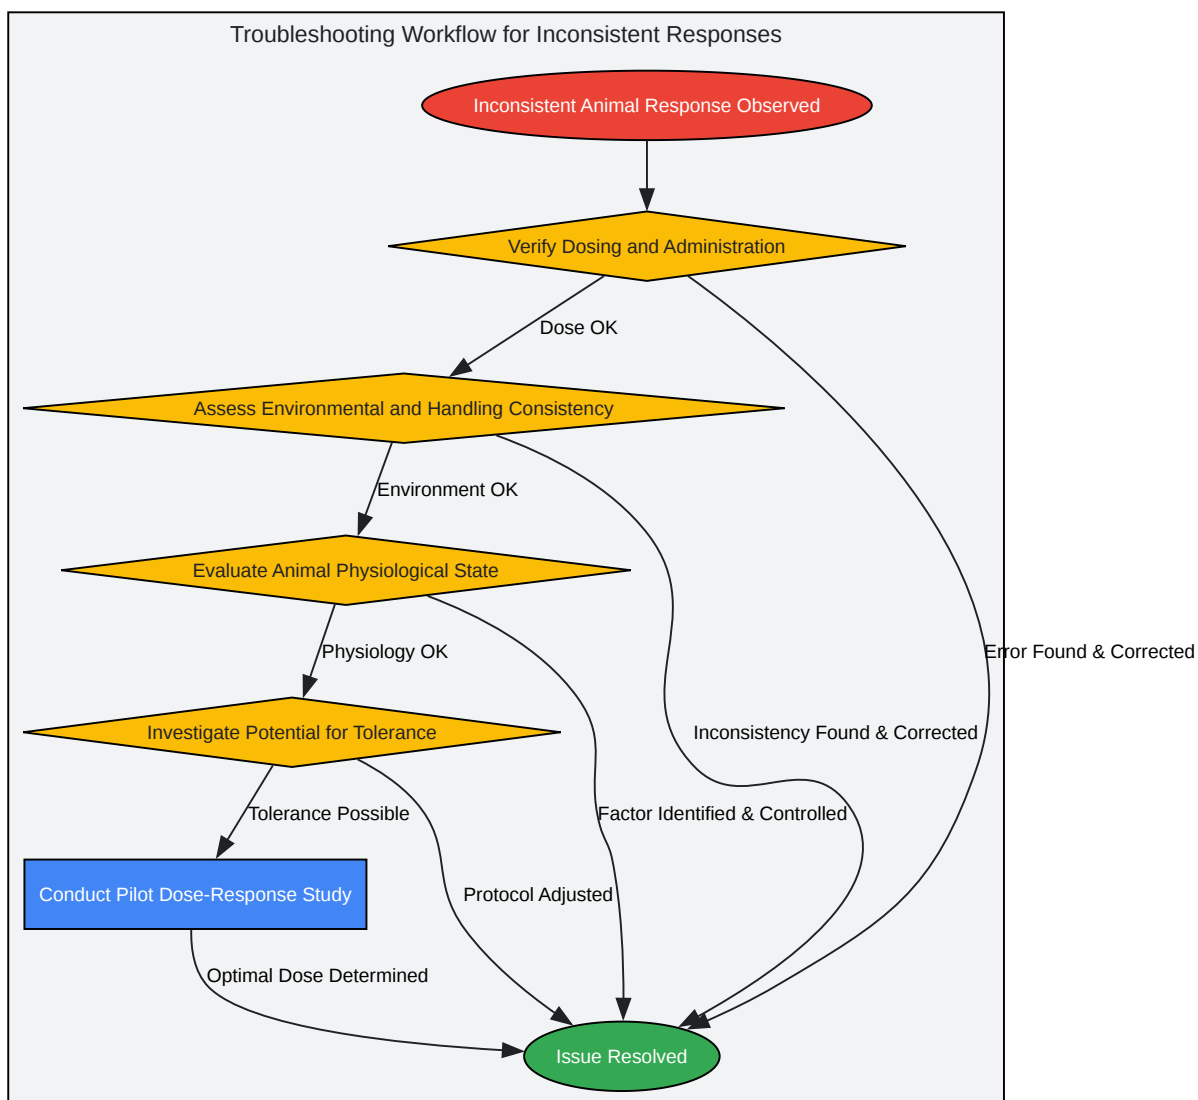 Troubleshooting Workflow for Inconsistent Responses
Inconsistent Animal Response Observed
Verify Dosing and Administration
Dose OK
Assess Environmental and Handling Consistency
Environment OK
Evaluate Animal Physiological State
Physiology OK
Error Found & Corrected
Investigate Potential for Tolerance
Inconsistency Found & Corrected
Tolerance Possible
Factor Identified & Controlled
Conduct Pilot Dose-Response Study
Protocol Adjusted
Optimal Dose Determined
Issue Resolved